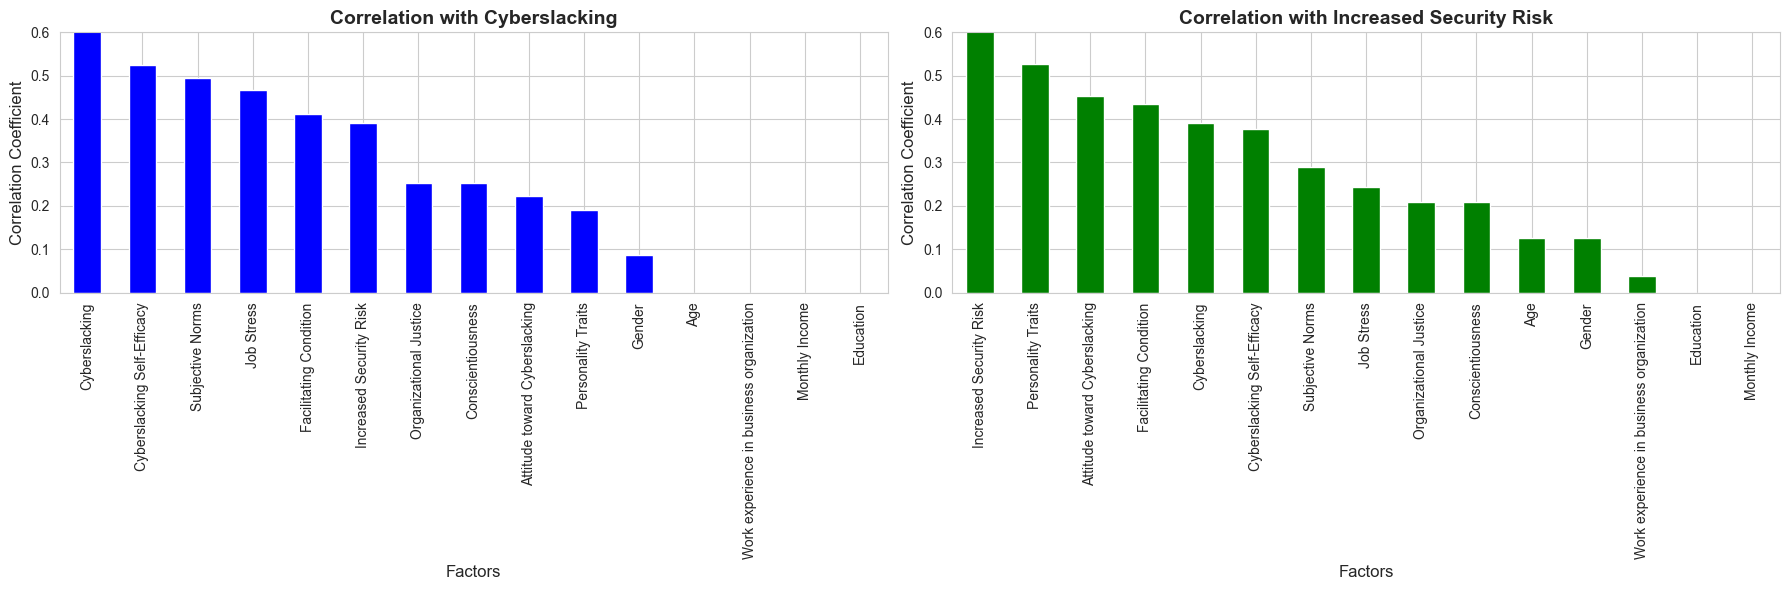 Correlation with Cyberslacking
Correlation Coefficient
0.6
0.5
0.4
0.3
0.2
0.1
0.0
Cyberslacking
Cyberslacking Self-Efficacy
Subjective Norms
Job Stress
Facilitating Condition
Increased Security Risk
Organizational Justice
Conscientiousness
Attitude toward Cyberslacking
Personality Traits
Gender
Age
Work experience in business organization
Monthly Income
Education
Factors
Correlation with Increased Security Risk
Correlation Coefficient
0.6
0.5
0.4
0.3
0.2
0.1
0.0
Increased Security Risk
Personality Traits
Attitude toward Cyberslacking
Facilitating Condition
Cyberslacking
Cyberslacking Self-Efficacy
Subjective Norms
Job Stress
Organizational Justice
Conscientiousness
Age
Gender
Work experience in business organization
Education
Monthly Income
Factors